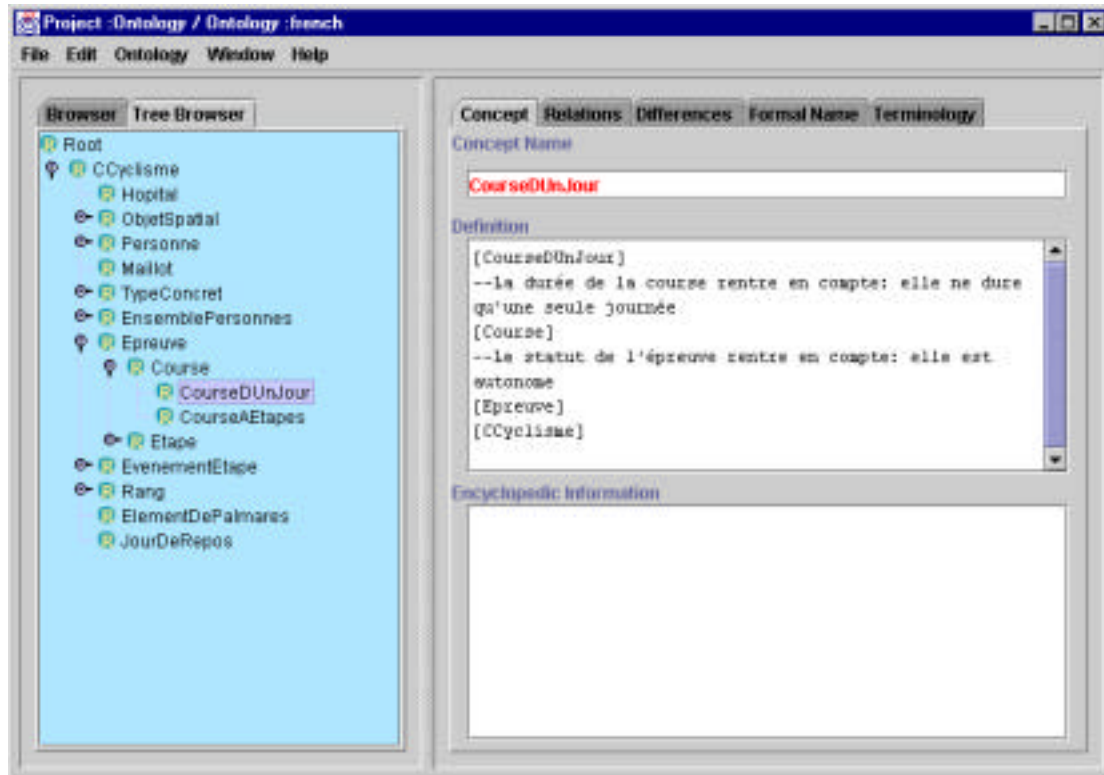 Project :Ontology / Ontology :french
File Edit Ontology Window Help
Browser Tree Browser
Root
CCyclisme
Hopital
ObjetSpatial
Personne
Maillot
TypeConcret
EnsemblePersonnes
Epreuve
Course
CourseDUnJour
CourseAEtapes
Etape
EvenementEtape
Rang
ElementDePalmares
JourDeRepos
Concept Relations Differences Formal Name Terminology
Concept Name
CourseDUnJour
Definition
[CourseDUnJour]
--la durée de la course rentre en compte: elle ne dure
qu'une seule journée
[Course]
--le statut de l'épreuve rentre en compte: elle est
autonome
[Epreuve]
[CCyclisme]
Encyclopedic Information